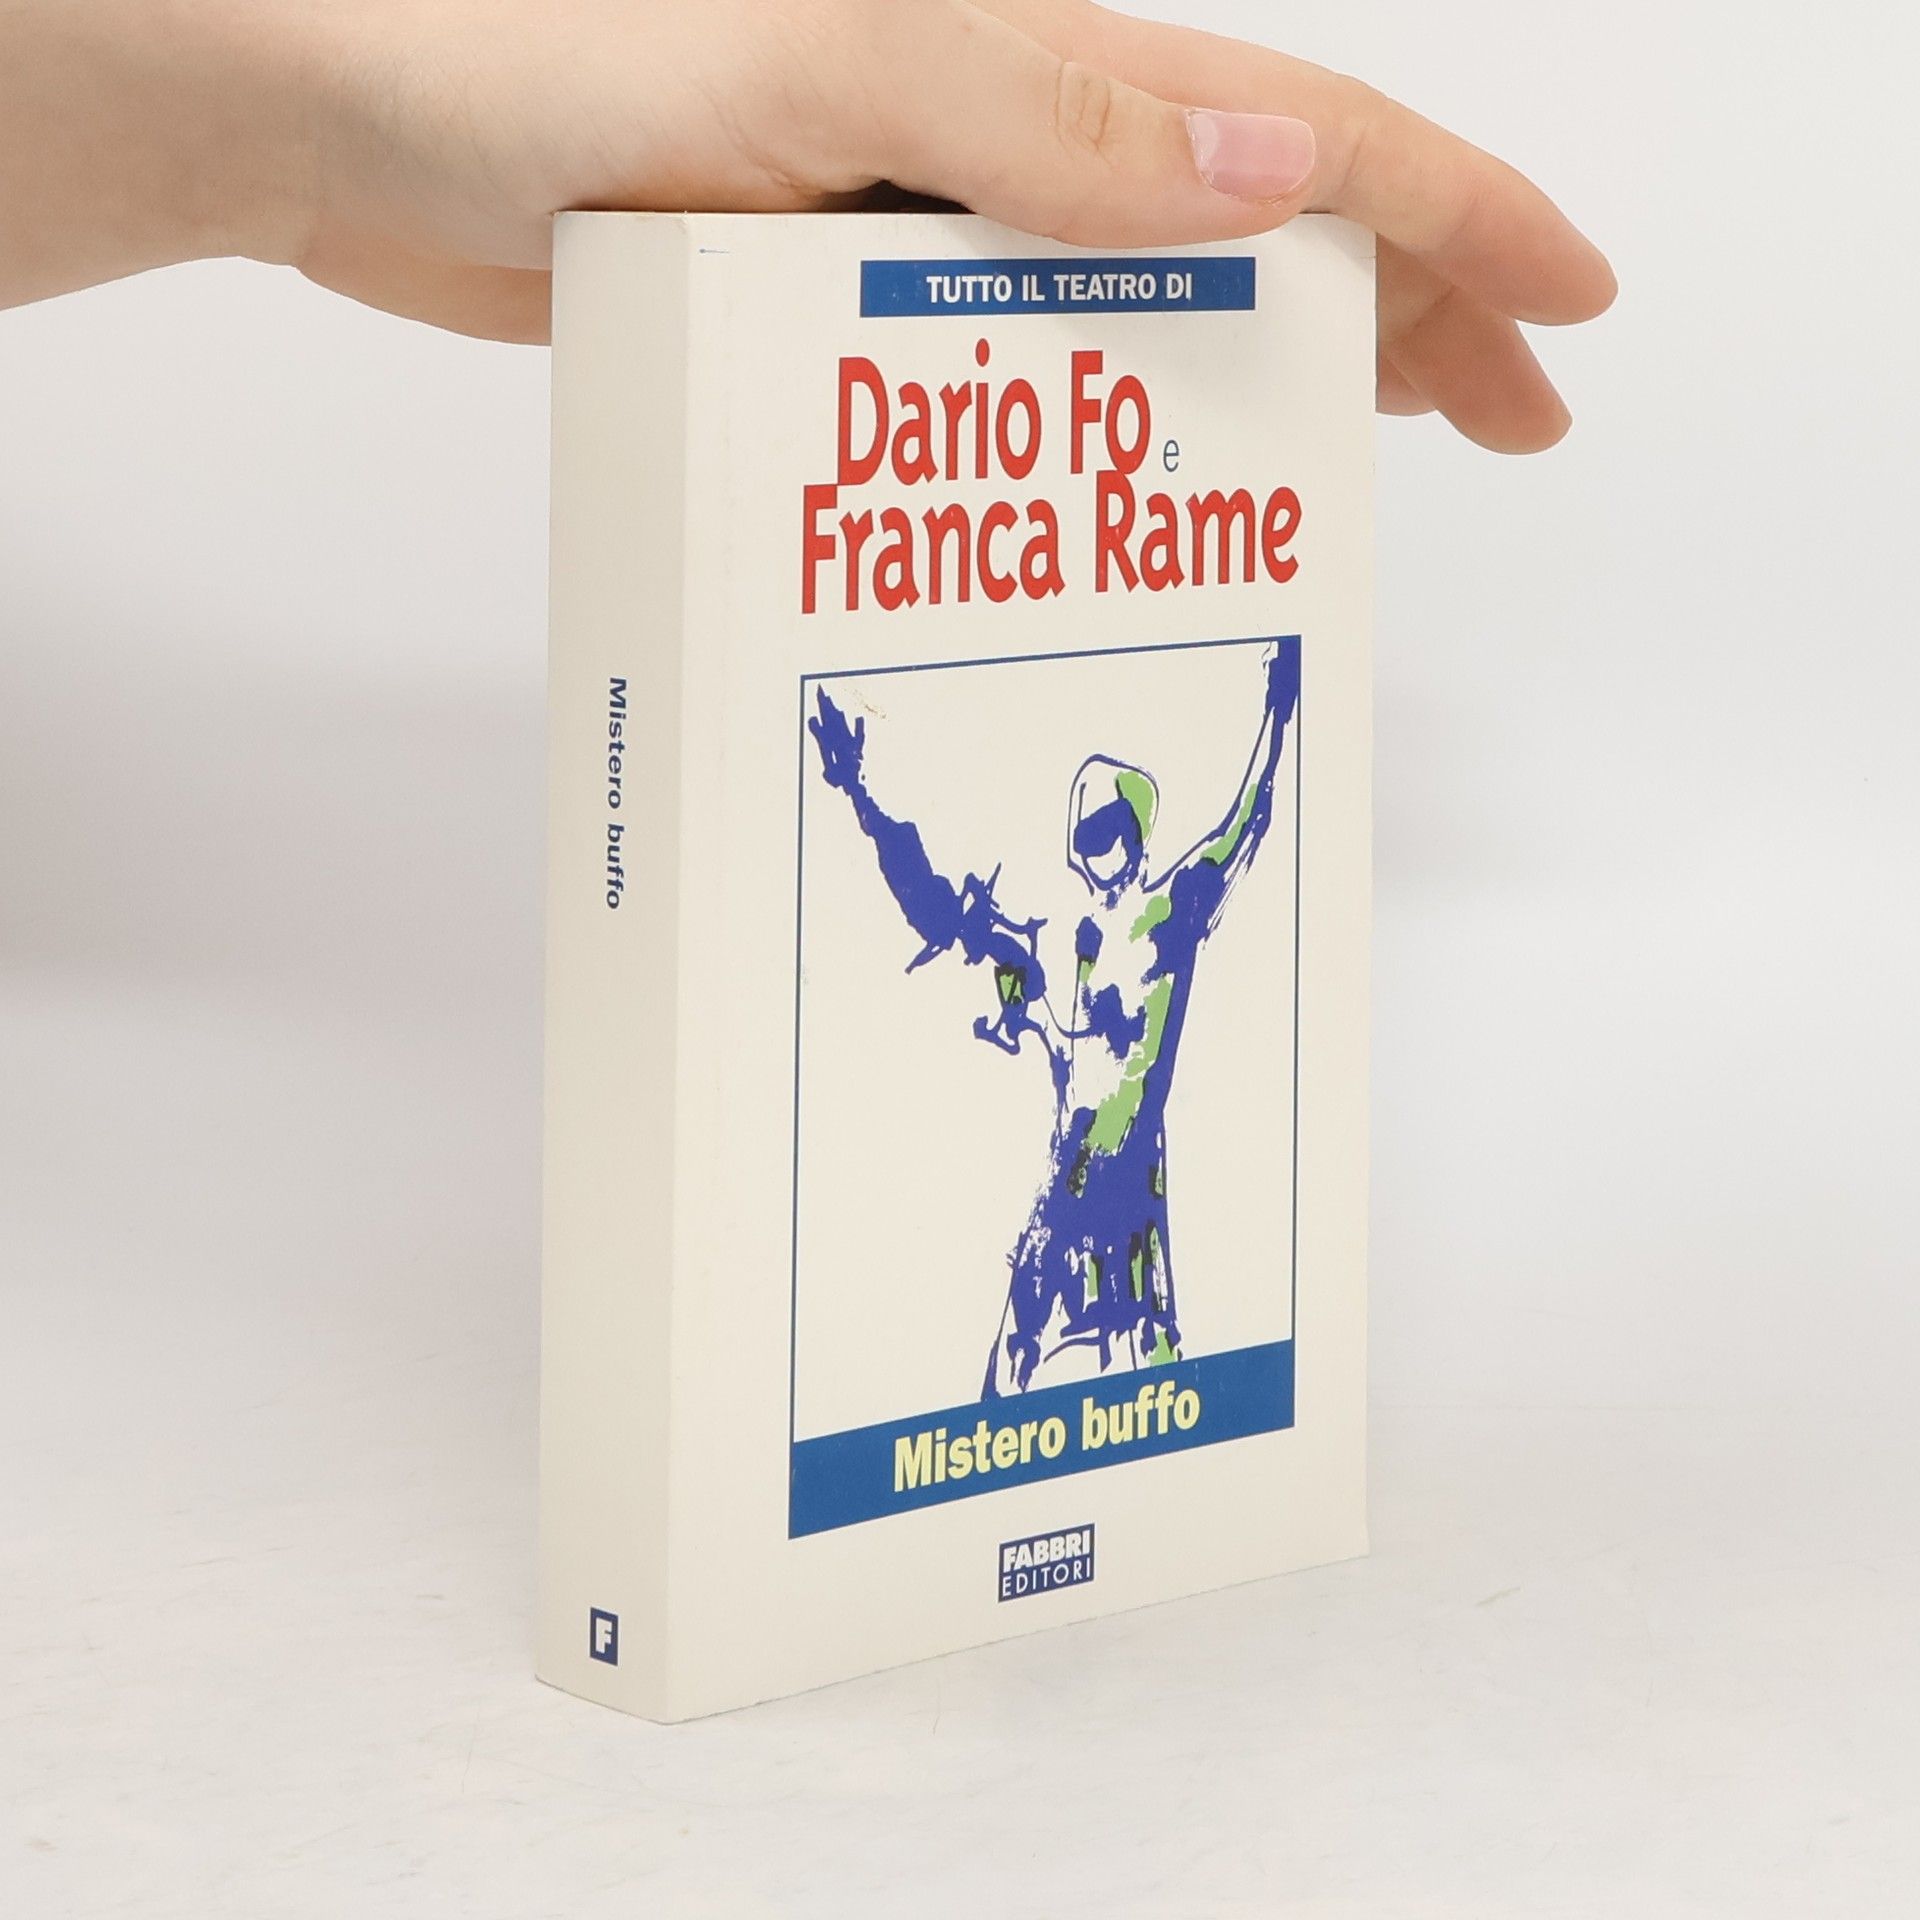 TUTTO IL TEATRO DI
Dario Fo e
Franca Rame
Mistero buffo
FABBRI
EDITORI
Mistero buffo
F